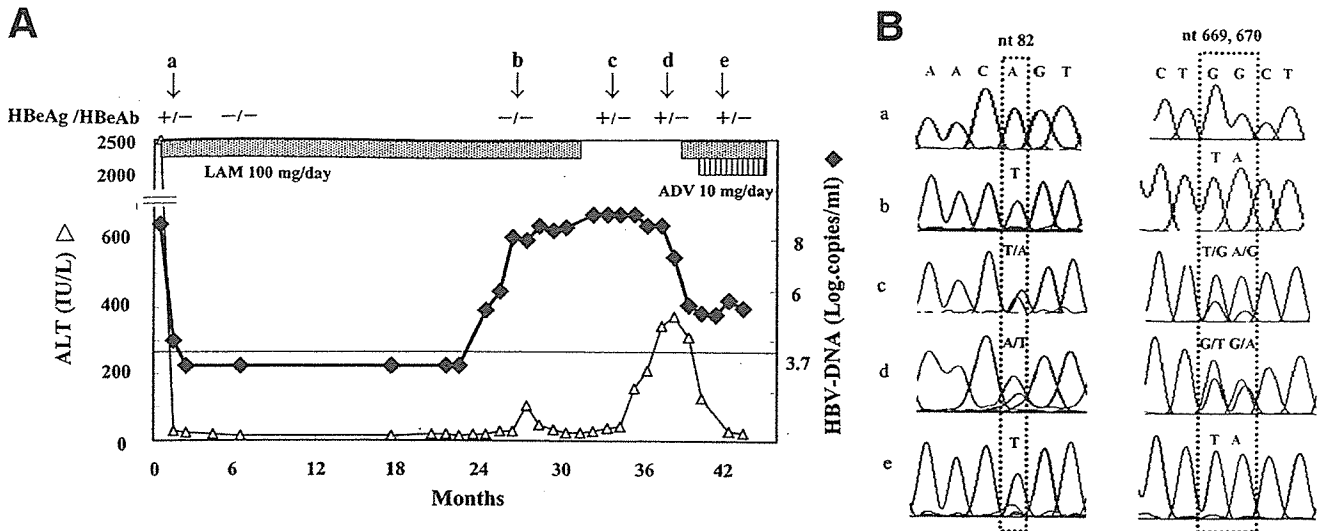 A
a b c d e
HBeAg /HBeAb +/− −/− −/− +/− +/− +/−
2500
2000
600
400
200
0
ALT (IU/L) △
LAM 100 mg/day
ADV 10 mg/day
8
6
3.7
HBV-DNA (Log.copies/ml) ◆
0 6 12 18 24 30 36 42
Months
B
nt 82 nt 669, 670
A A C A G T C T G G C T
a
T T A
b
T/A T/G A/G
c
A/T G/T G/A
d
T T A
e